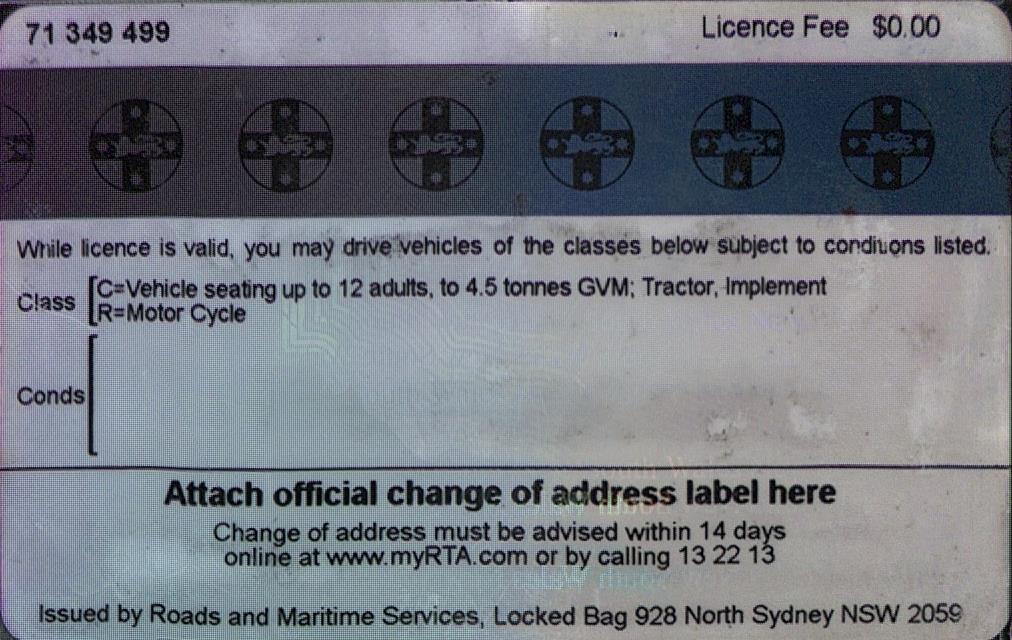 71 349 499 Licence Fee $0.00
While licence is valid, you may drive vehicles of the classes below subject to conditions listed.
Class C=Vehicle seating up to 12 adults, to 4.5 tonnes GVM; Tractor, Implement
R=Motor Cycle
Conds
Attach official change of address label here
Change of address must be advised within 14 days
online at www.myRTA.com or by calling 13 22 13
Issued by Roads and Maritime Services, Locked Bag 928 North Sydney NSW 2059